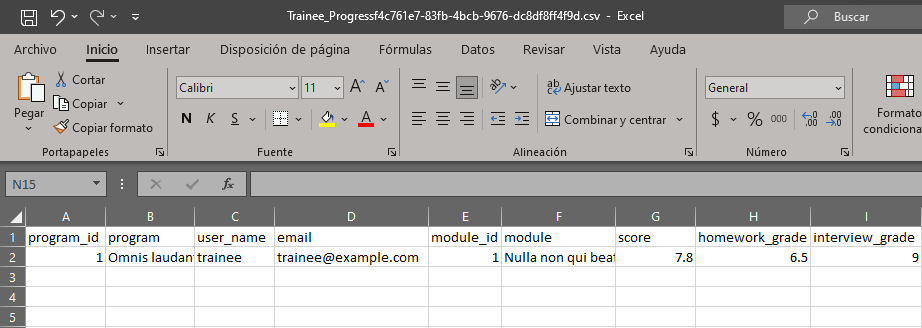 Trainee_Progressf4c761e7-83fb-4bcb-9676-dc8df8ff4f9d.csv - Excel
Buscar
Archivo Inicio Insertar Disposición de página Fórmulas Datos Revisar Vista Ayuda
Pegar
Cortar
Copiar
Copiar formato
Portapapeles
Calibri 11 A A
N K S A
Fuente
ab c Ajustar texto
Combinar y centrar
Alineación
General
$ % 000 ,00 ,0
Número
Formato
condiciona
N15 fx
A B C D E F G H I
1 program_id program user_name email module_id module score homework_grade interview_grade
2 1 Omnis laudant trainee trainee@example.com 1 Nulla non qui beat 7.8 6.5 9
3
4
5